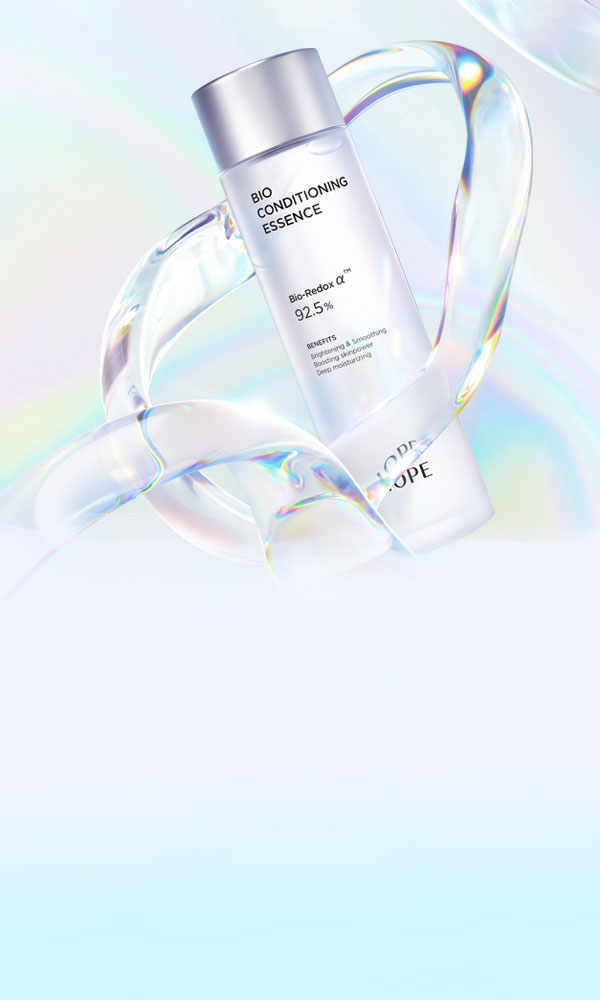 BIO
CONDITIONING
ESSENCE
Bio-Redox α™
92.5%
BENEFITS
Brightening & Smoothing
Boosting skinpower
Deep moisturizing